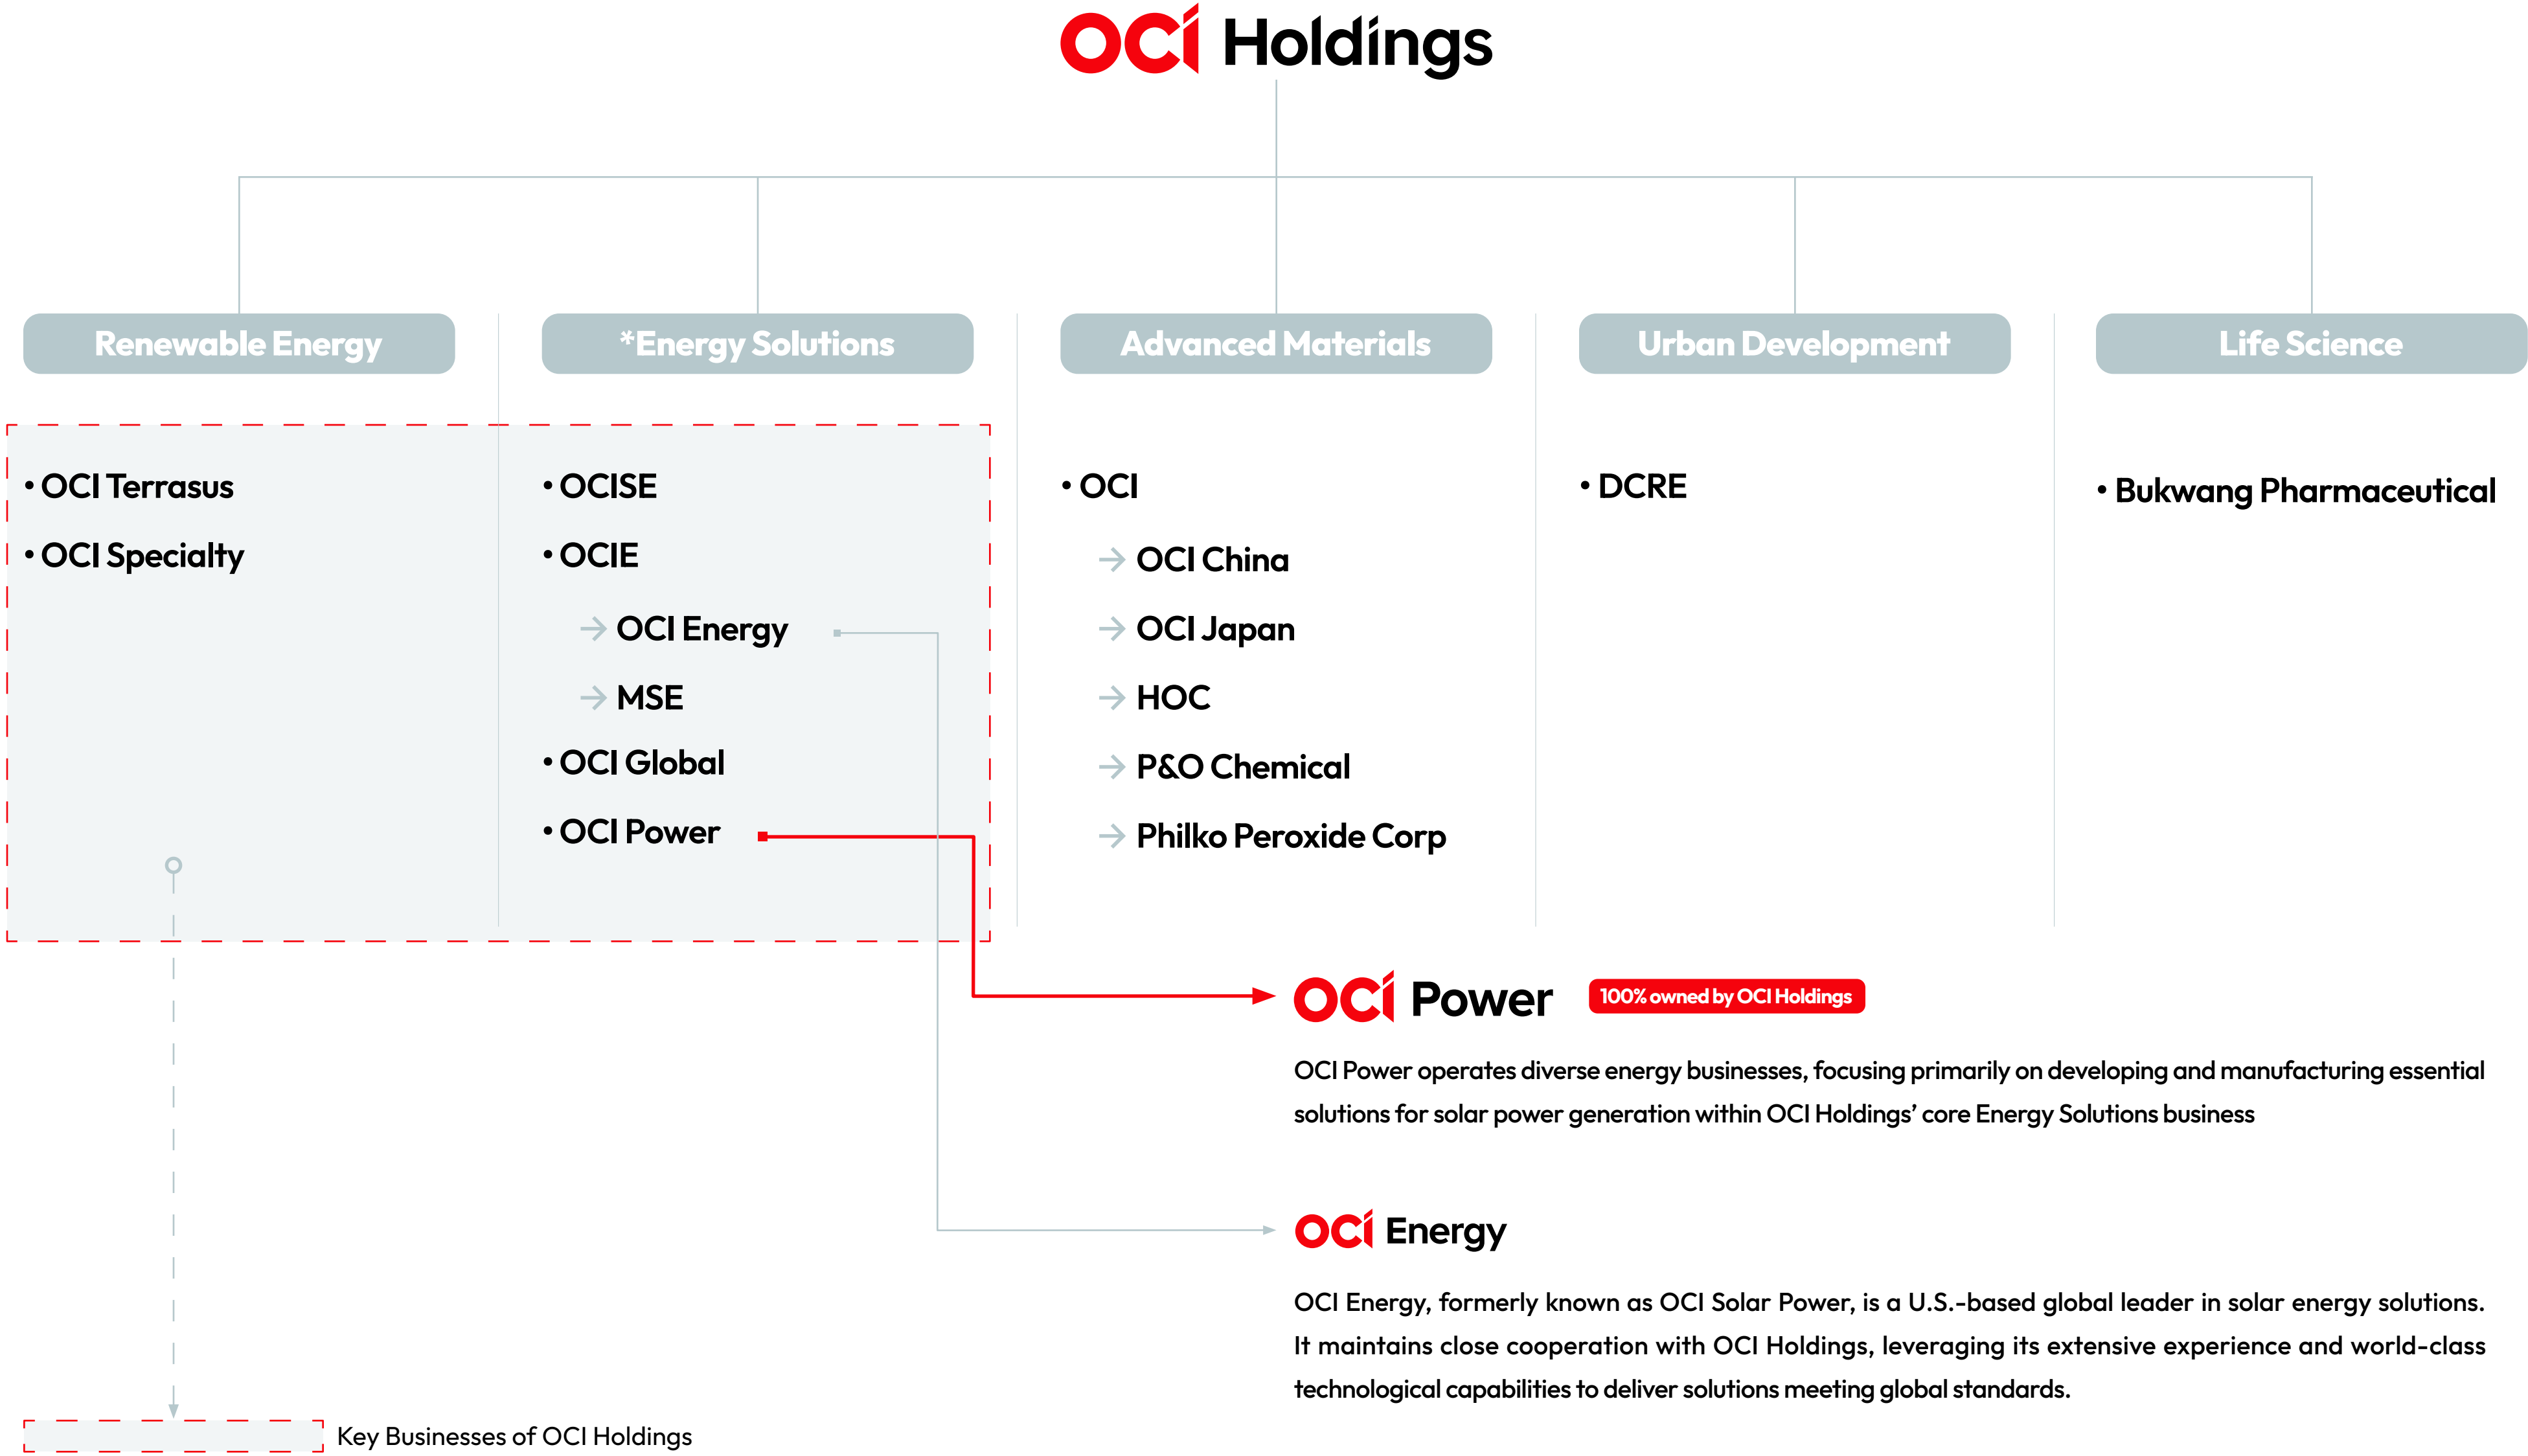 OCI Holdings
Renewable Energy
*Energy Solutions
Advanced Materials
Urban Development
Life Science
• OCI Terrasus
• OCI Specialty
• OCISE
• OCIE
→ OCI Energy
→ MSE
• OCI Global
• OCI Power
• OCI
→ OCI China
→ OCI Japan
→ HOC
→ P&O Chemical
→ Philko Peroxide Corp
• DCRE
• Bukwang Pharmaceutical
OCI Power
100% owned by OCI Holdings
OCI Power operates diverse energy businesses, focusing primarily on developing and manufacturing essential
solutions for solar power generation within OCI Holdings’ core Energy Solutions business
OCI Energy
OCI Energy, formerly known as OCI Solar Power, is a U.S.-based global leader in solar energy solutions.
It maintains close cooperation with OCI Holdings, leveraging its extensive experience and world-class
technological capabilities to deliver solutions meeting global standards.
Key Businesses of OCI Holdings